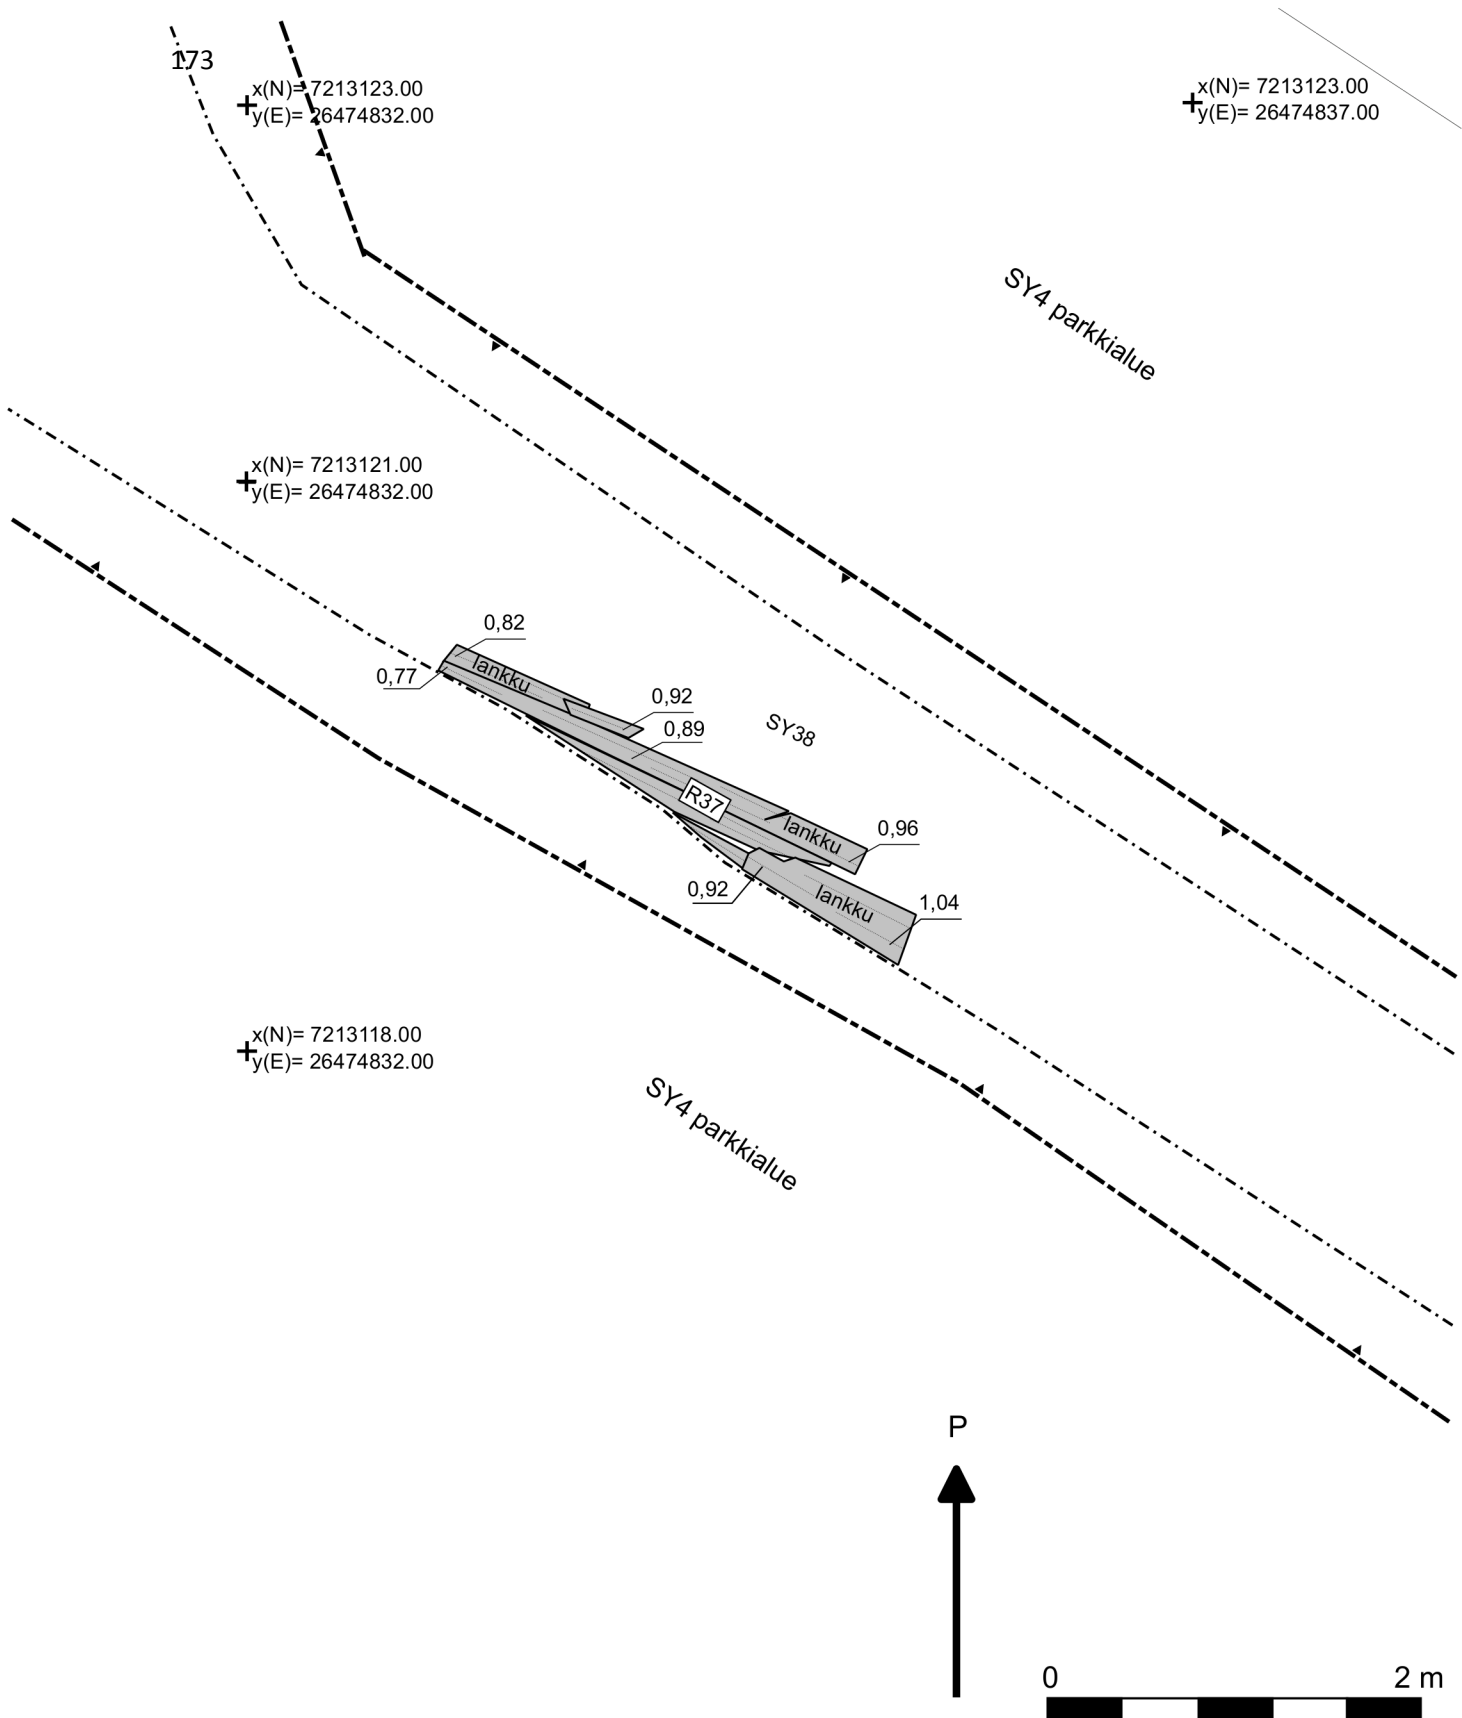 173
x(N)= 7213123.00
y(E)= 26474832.00
x(N)= 7213123.00
y(E)= 26474837.00
SY4 parkkialue
x(N)= 7213121.00
y(E)= 26474832.00
0,82
lankku
0,77
0,92
0,89
SY38
R37
lankku
0,96
0,92
lankku
1,04
x(N)= 7213118.00
y(E)= 26474832.00
SY4 parkkialue
P
0
2 m